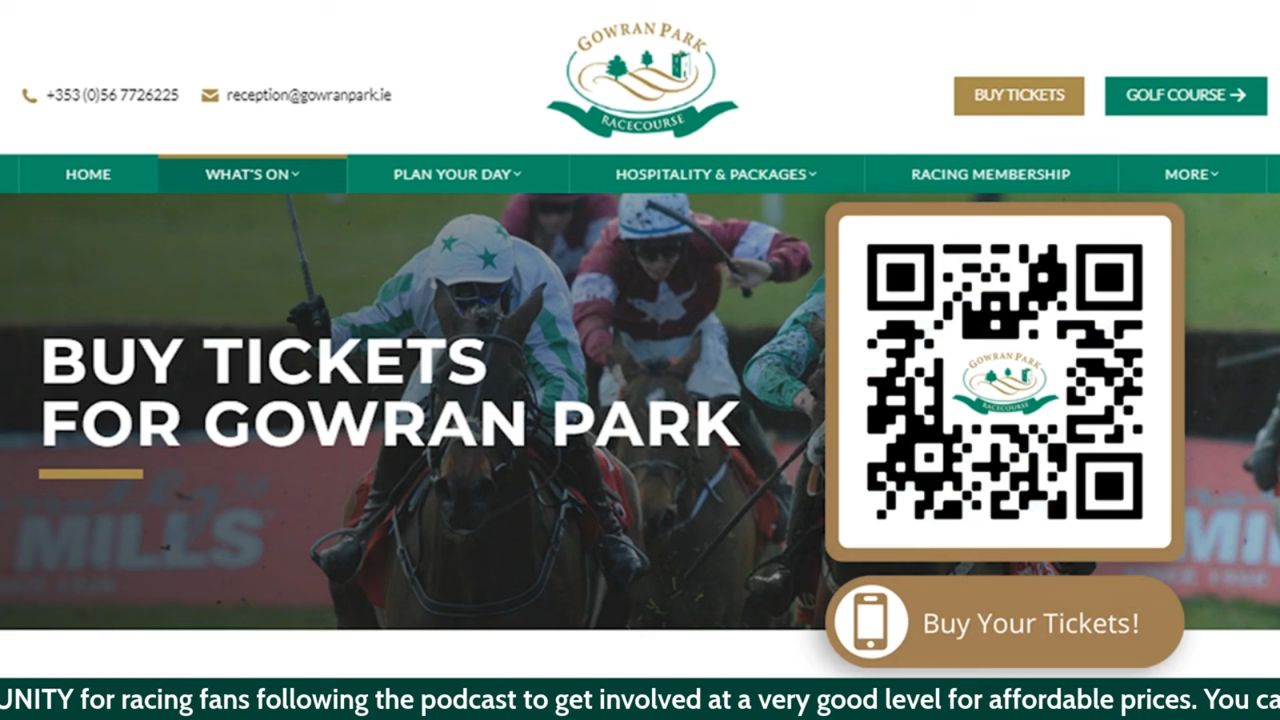 GOWRAN PARK
RACECOURSE
+353 (0)56 7726225
reception@gowranpark.ie
BUY TICKETS
GOLF COURSE
HOME
WHAT'S ON
PLAN YOUR DAY
HOSPITALITY & PACKAGES
RACING MEMBERSHIP
MORE
BUY TICKETS
FOR GOWRAN PARK
GOWRAN PARK
RACECOURSE
MILLS
Buy Your Tickets!
UNITY for racing fans following the podcast to get involved at a very good level for affordable prices. You ca